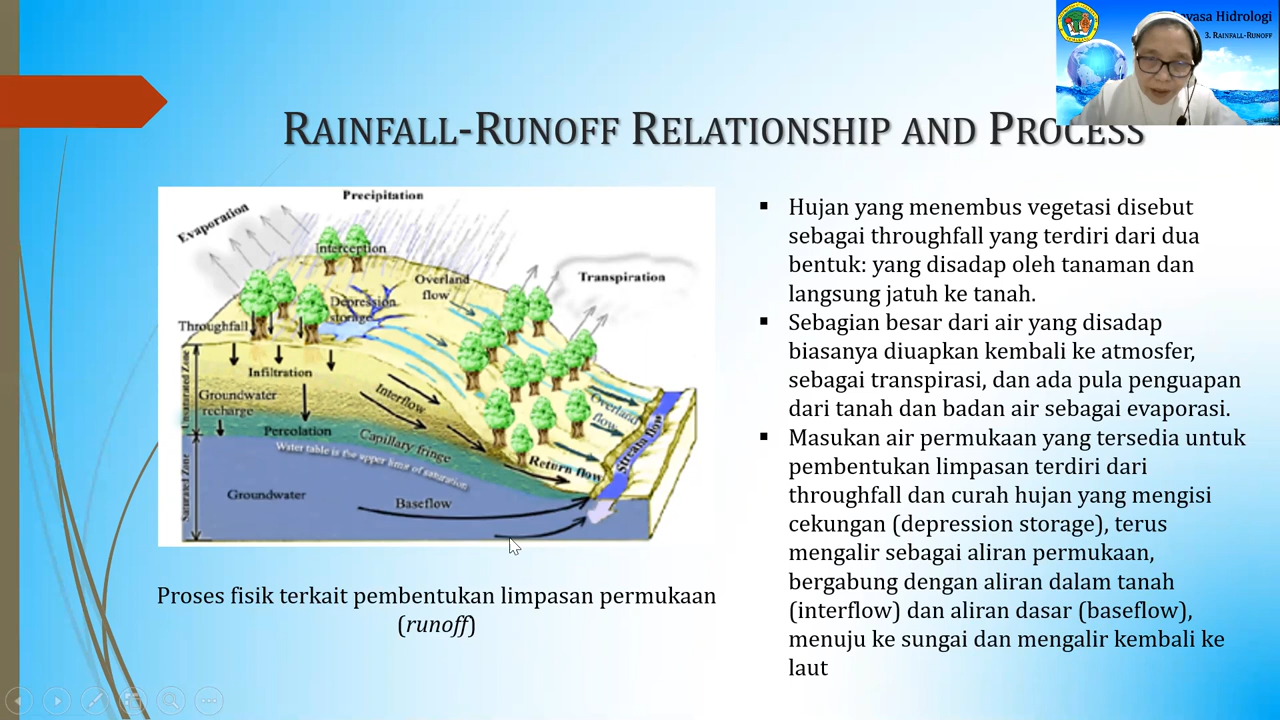 ayasa Hidrologi
3. RAINFALL-RUNOFF
RAINFALL-RUNOFF RELATIONSHIP AND PROCESS
Precipitation
Evaporation
Interception
Transpiration
Overland
flow
Depression
storage
Throughfall
Infiltration
Unsaturated Zone
Groundwater
recharge
Interflow
Overland
flow
Percolation
Capillary fringe
Water table is the upper limit of saturation
Return flow
Stream flow
Saturated Zone
Groundwater
Baseflow
Proses fisik terkait pembentukan limpasan permukaan
(runoff)
▪ Hujan yang menembus vegetasi disebut
sebagai throughfall yang terdiri dari dua
bentuk: yang disadap oleh tanaman dan
langsung jatuh ke tanah.
▪ Sebagian besar dari air yang disadap
biasanya diuapkan kembali ke atmosfer,
sebagai transpirasi, dan ada pula penguapan
dari tanah dan badan air sebagai evaporasi.
▪ Masukan air permukaan yang tersedia untuk
pembentukan limpasan terdiri dari
throughfall dan curah hujan yang mengisi
cekungan (depression storage), terus
mengalir sebagai aliran permukaan,
bergabung dengan aliran dalam tanah
(interflow) dan aliran dasar (baseflow),
menuju ke sungai dan mengalir kembali ke
laut